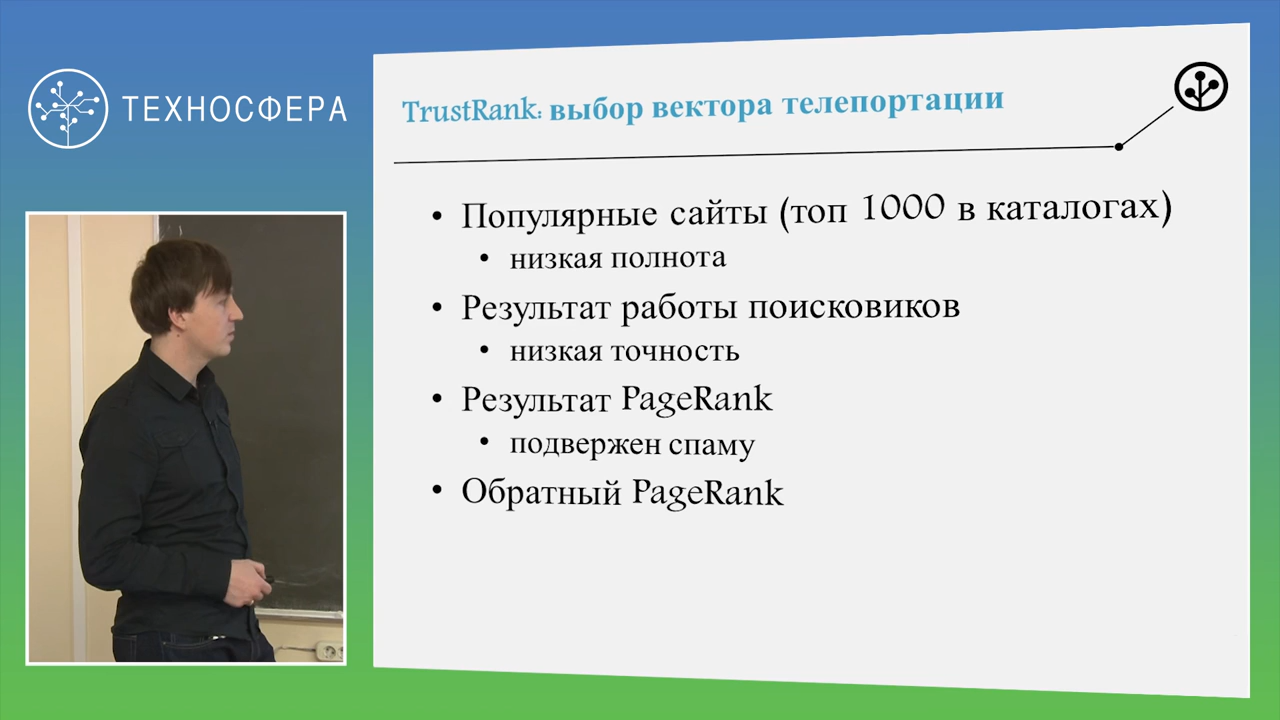 ТЕХНОСФЕРА
TrustRank: выбор вектора телепортации
• Популярные сайты (топ 1000 в каталогах)
• низкая полнота
• Результат работы поисковиков
• низкая точность
• Результат PageRank
• подвержен спаму
• Обратный PageRank